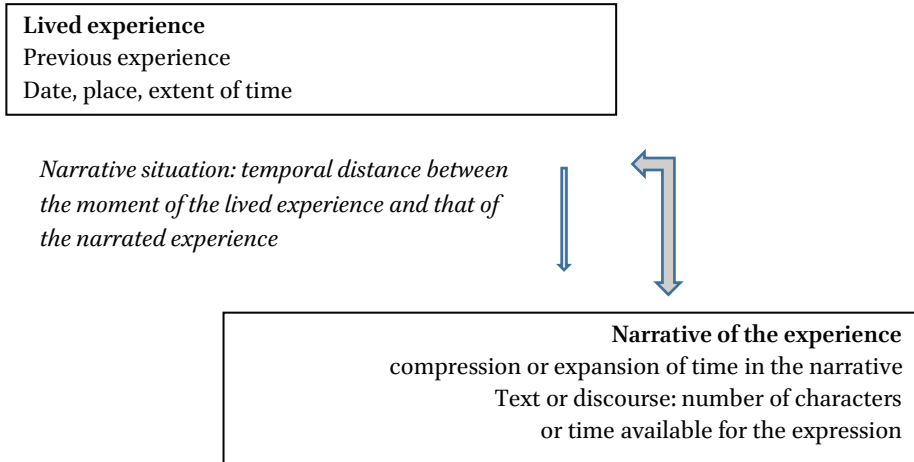 Lived experience
Previous experience
Date, place, extent of time
Narrative situation: temporal distance between
the moment of the lived experience and that of
the narrated experience
Narrative of the experience
compression or expansion of time in the narrative
Text or discourse: number of characters
or time available for the expression